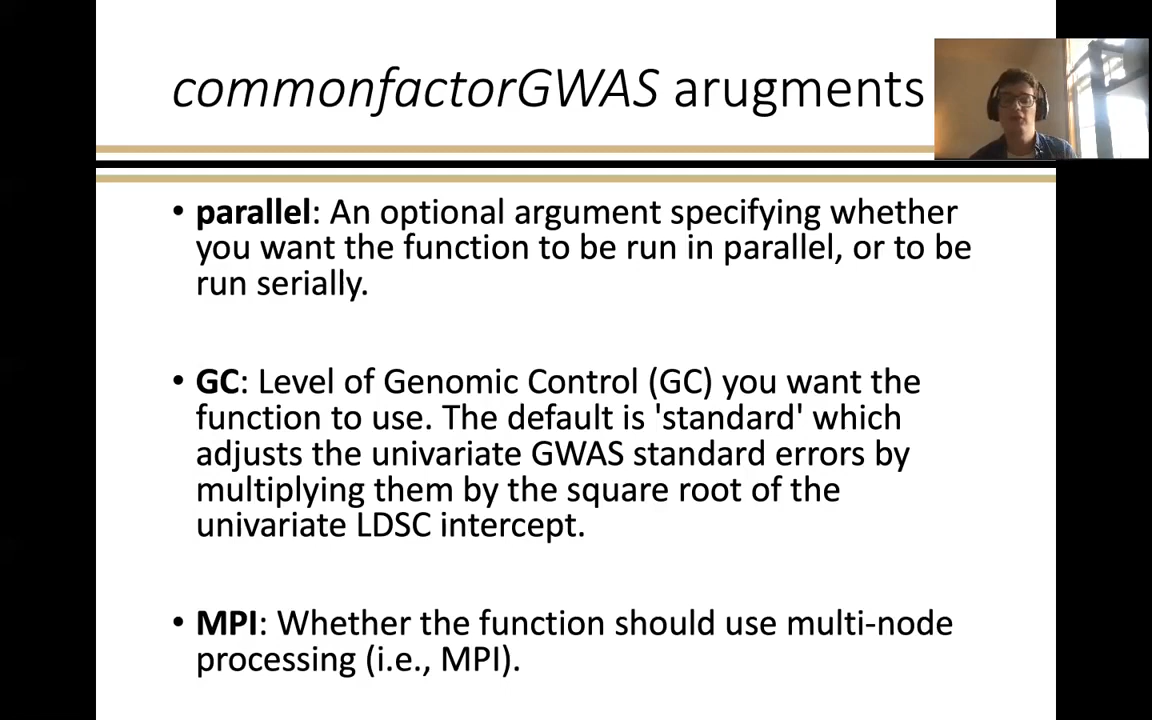 commonfactorGWAS arugments
• parallel: An optional argument specifying whether
you want the function to be run in parallel, or to be
run serially.
• GC: Level of Genomic Control (GC) you want the
function to use. The default is 'standard' which
adjusts the univariate GWAS standard errors by
multiplying them by the square root of the
univariate LDSC intercept.
• MPI: Whether the function should use multi-node
processing (i.e., MPI).